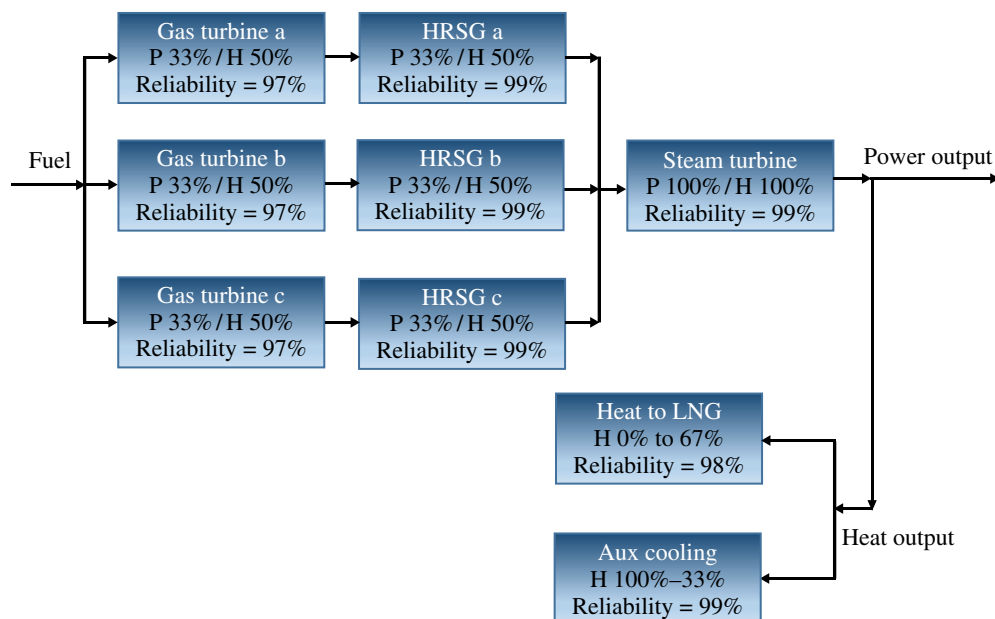 Gas turbine a
P 33% / H 50%
Reliability = 97%
HRSG a
P 33% / H 50%
Reliability = 99%
Fuel
Gas turbine b
P 33% / H 50%
Reliability = 97%
HRSG b
P 33% / H 50%
Reliability = 99%
Steam turbine
P 100% / H 100%
Reliability = 99%
Power output
Gas turbine c
P 33% / H 50%
Reliability = 97%
HRSG c
P 33% / H 50%
Reliability = 99%
Heat to LNG
H 0% to 67%
Reliability = 98%
Heat output
Aux cooling
H 100%–33%
Reliability = 99%